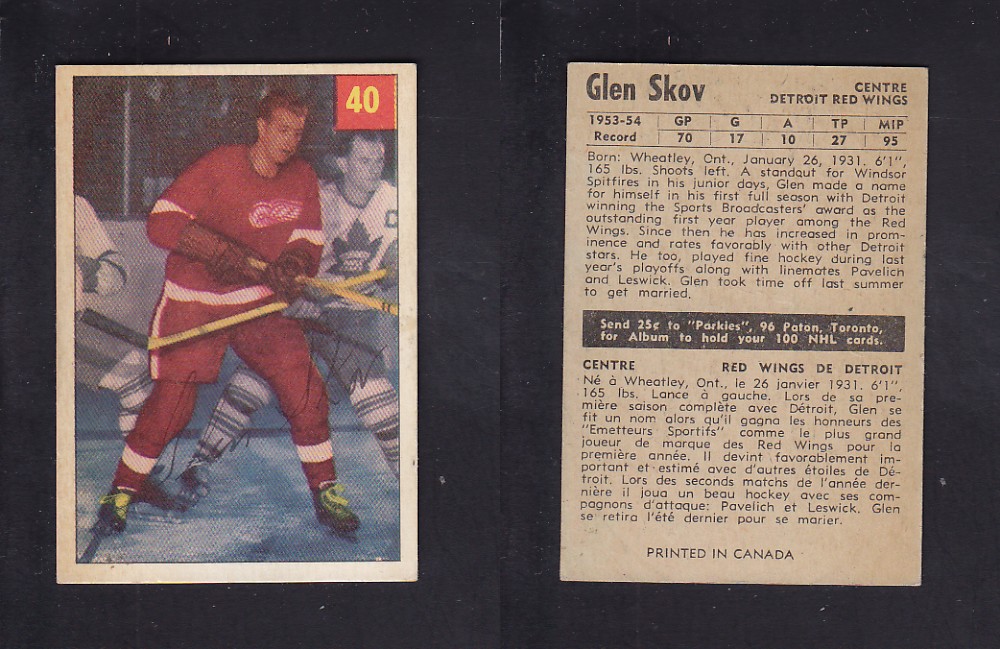 40
C
Glen Skov
CENTRE
DETROIT RED WINGS
1953-54 GP G A TP MIP
Record 70 17 10 27 95
Born: Wheatley, Ont., January 26, 1931. 6'1",
165 lbs. Shoots left. A standout for Windsor
Spitfires in his junior days, Glen made a name
for himself in his first full season with Detroit
winning the Sports Broadcasters' award as the
outstanding first year player among the Red
Wings. Since then he has increased in prom-
inence and rates favorably with other Detroit
stars. He too, played fine hockey during last
year's playoffs along with linemates Pavelich
and Leswick. Glen took time off last summer
to get married.
Send 25¢ to "Parkies", 96 Paton, Toronto,
for Album to hold your 100 NHL cards.
CENTRE RED WINGS DE DETROIT
Né à Wheatley, Ont., le 26 janvier 1931. 6'1",
165 lbs. Lance à gauche. Lors de sa pre-
mière saison complète avec Détroit, Glen se
fit un nom alors qu'il gagna les honneurs des
"Emetteurs Sportifs" comme le plus grand
joueur de marque des Red Wings pour la
première année. Il devint favorablement im-
portant et estimé avec d'autres étoiles de Dé-
troit. Lors des seconds matchs de l'année der-
nière il joua un beau hockey avec ses com-
pagnons d'attaque: Pavelich et Leswick. Glen
se retira l'été dernier pour se marier.
PRINTED IN CANADA